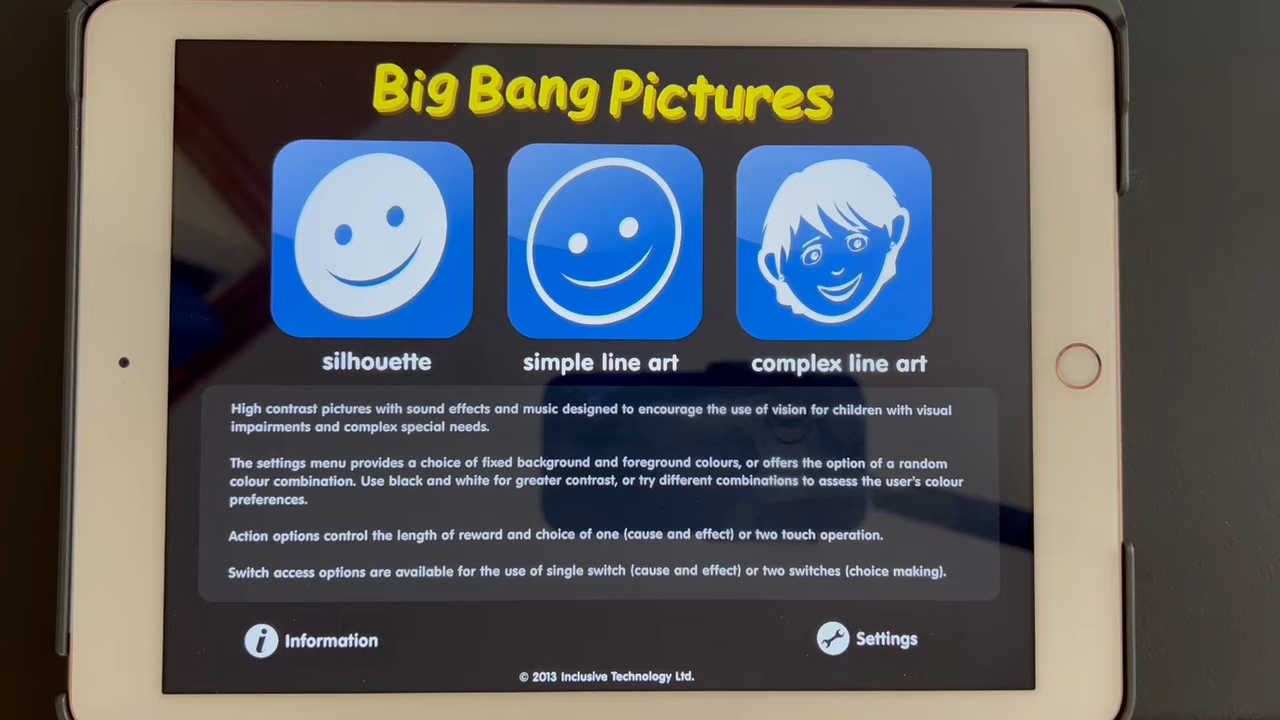 Big Bang Pictures
silhouette
simple line art
complex line art
High contrast pictures with sound effects and music designed to encourage the use of vision for children with visual
impairments and complex special needs.
The settings menu provides a choice of fixed background and foreground colours, or offers the option of a random
colour combination. Use black and white for greater contrast, or try different combinations to assess the user's colour
preferences.
Action options control the length of reward and choice of one (cause and effect) or two touch operation.
Switch access options are available for the use of single switch (cause and effect) or two switches (choice making).
i Information
Settings
© 2013 Inclusive Technology Ltd.